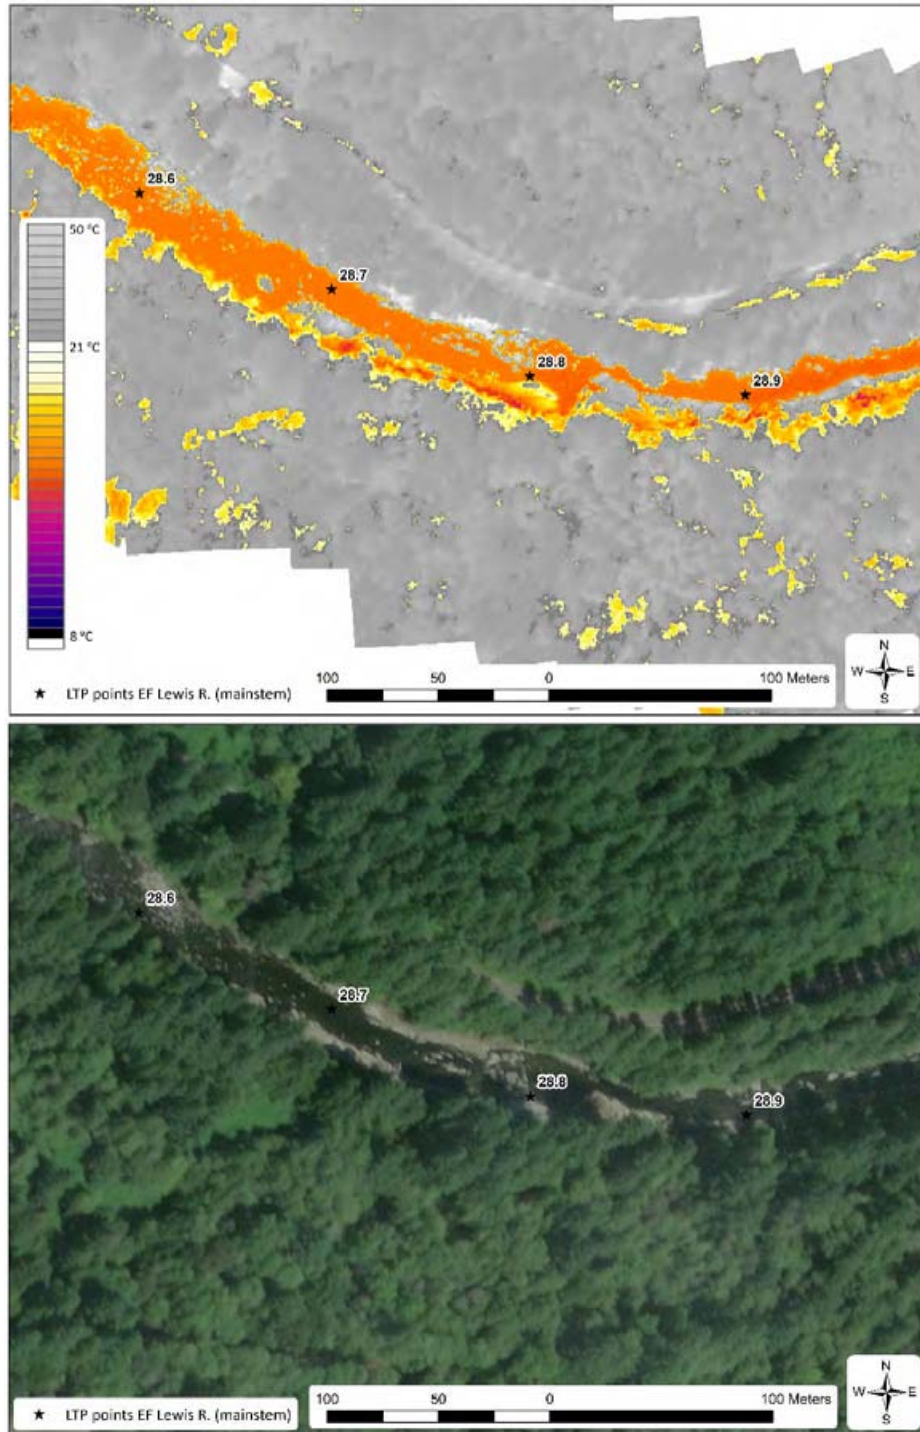 28.6
28.7
28.8
28.9
50 °C
21 °C
8 °C
★ LTP points EF Lewis R. (mainstem)
100 50 0 100 Meters
N
W E
S
28.6
28.7
28.8
28.9
★ LTP points EF Lewis R. (mainstem)
100 50 0 100 Meters
N
W E
S